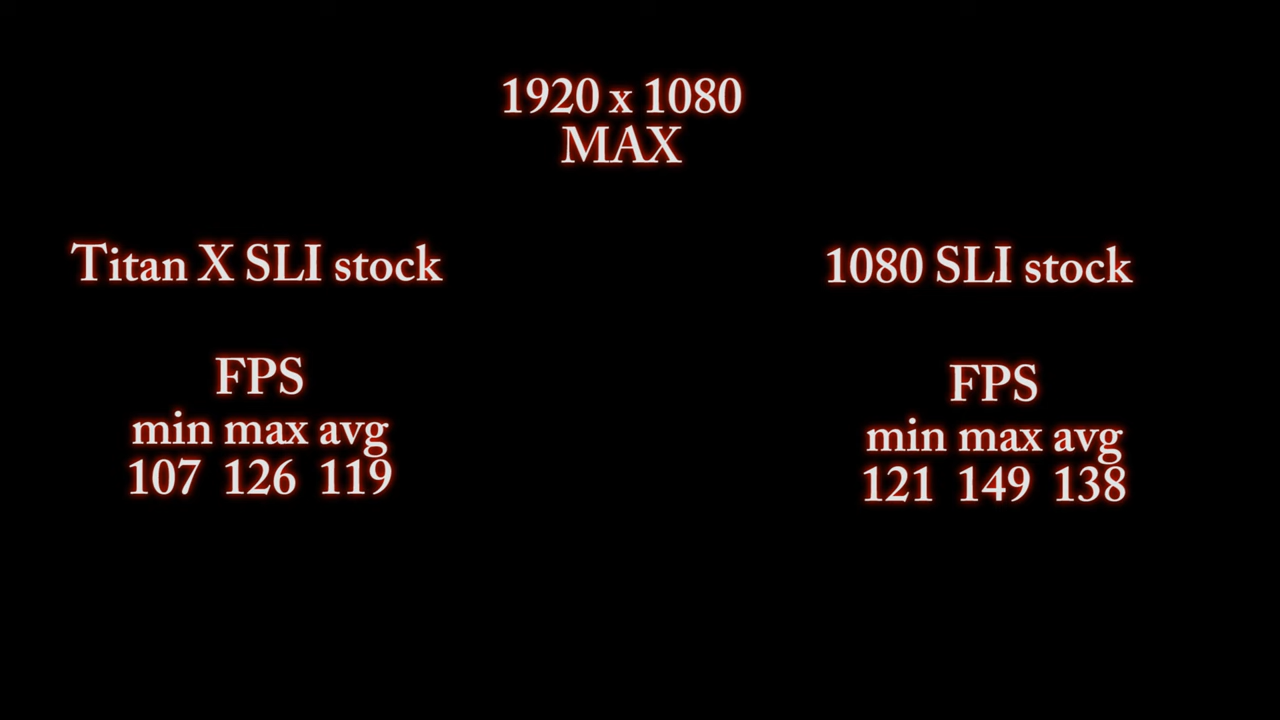 1920 x 1080
MAX
Titan X SLI stock
FPS
min max avg
107 126 119
1080 SLI stock
FPS
min max avg
121 149 138